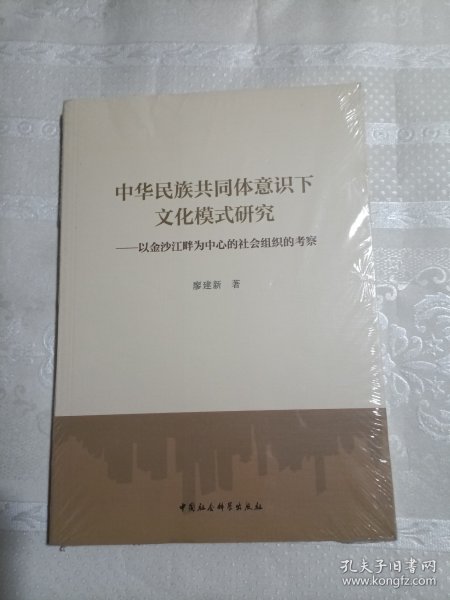 中华民族共同体意识下
文化模式研究
——以金沙江畔为中心的社会组织的考察
廖建新 著
中国社会科学出版社
孔夫子旧书网
www.kongfz.com